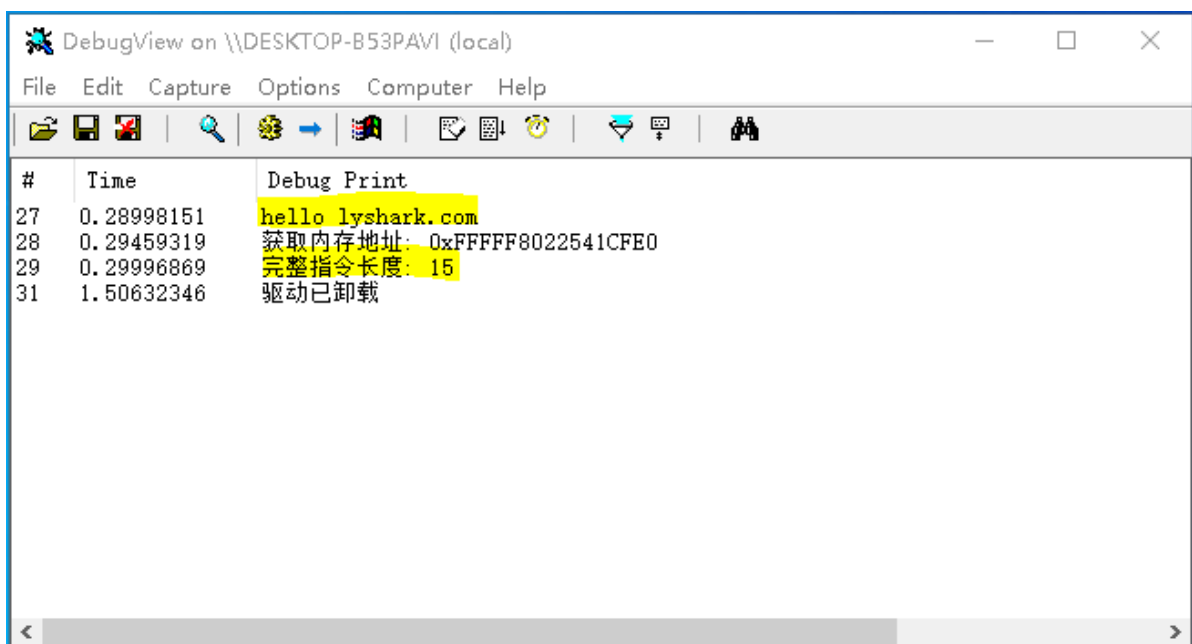 DebugView on \\DESKTOP-B53PAVI (local)
File Edit Capture Options Computer Help
# Time Debug Print
27 0.28998151 hello lyshark.com
28 0.29459319 获取内存地址: 0xFFFFF8022541CFE0
29 0.29996869 完整指令长度: 15
31 1.50632346 驱动已卸载